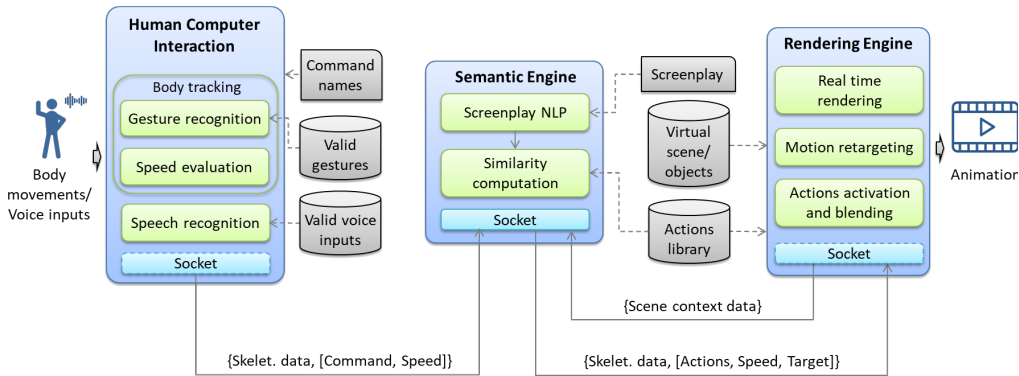 Body
movements/
Voice inputs
Human Computer
Interaction
Body tracking
Gesture recognition
Speed evaluation
Speech recognition
Socket
Command
names
Valid
gestures
Valid voice
inputs
{Skelet. data, [Command, Speed]}
Semantic Engine
Screenplay NLP
Similarity
computation
Socket
Screenplay
Virtual
scene/
objects
Actions
library
{Scene context data}
{Skelet. data, [Actions, Speed, Target]}
Rendering Engine
Real time
rendering
Motion retargeting
Actions activation
and blending
Socket
Animation